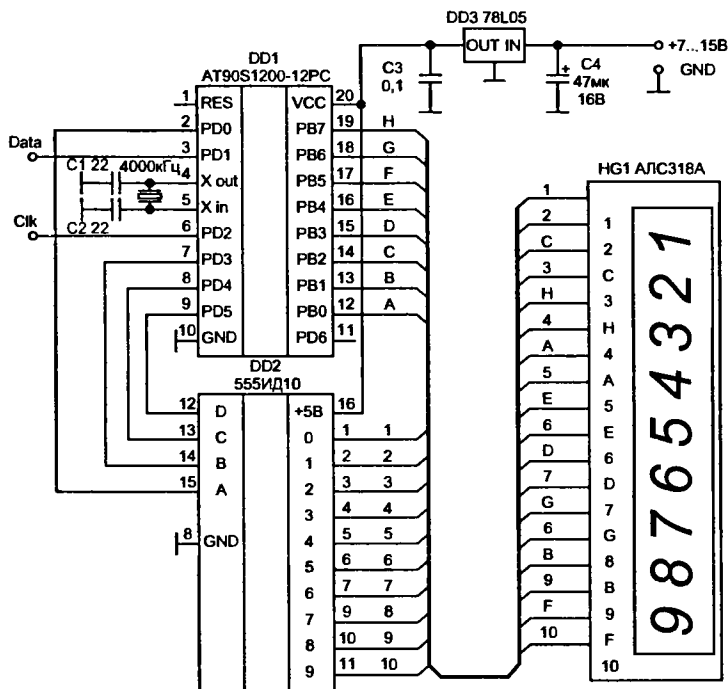 DD3 78L05
OUT IN
+7...15В
GND
C3
0,1
C4
47мк
16В
+
DD1
AT90S1200-12PC
1 RES VCC 20
2 PD0 PB7 19 H
Data 3 PD1 PB6 18 G
C1 22 4000кГц 4 X out PB5 17 F
5 X in PB4 16 E
C2 22
Clk 6 PD2 PB3 15 D
7 PD3 PB2 14 C
8 PD4 PB1 13 B
9 PD5 PB0 12 A
10 GND PD6 11
DD2
555ИД10
12 D +5В 16
13 C 0 1 1
14 B 1 2 2
15 A 2 3 3
3 4 4
8 GND 4 5 5
5 6 6
6 7 7
7 9 8
8 10 9
9 11 10
HG1 АЛС318А
1 1
2 2
C C
3 3
H H
4 4
A A
5 5
E E
6 6
D D
7 7
G G
6 8
B B
9 9
F F
10 10
987654321